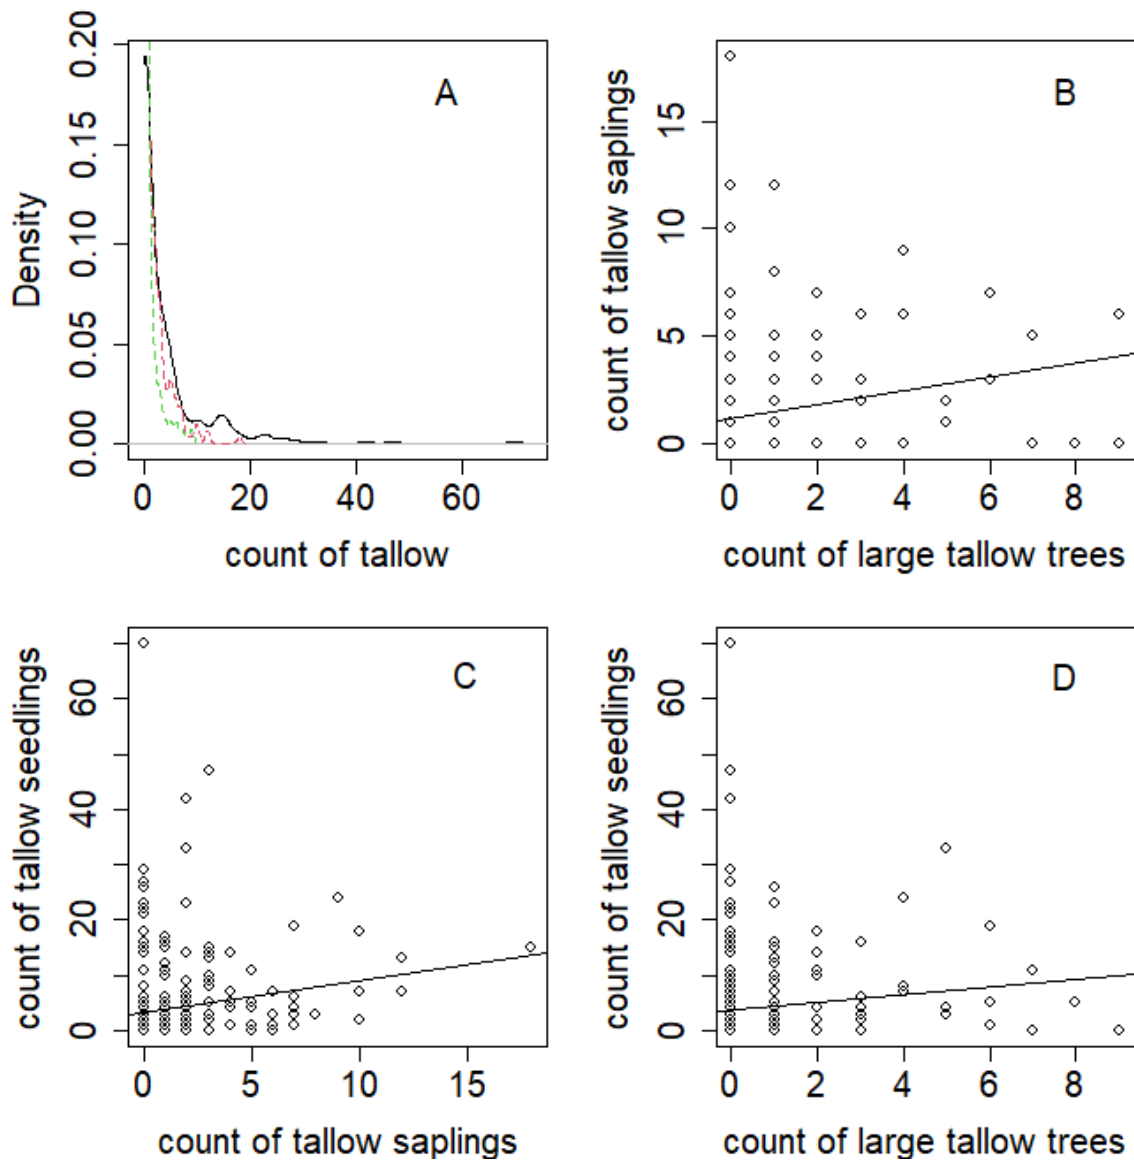 A
Density
0.00 0.05 0.10 0.15 0.20
0 20 40 60
count of tallow
B
count of tallow saplings
0 5 10 15
0 2 4 6 8
count of large tallow trees
C
count of tallow seedlings
0 20 40 60
0 5 10 15
count of tallow saplings
D
count of tallow seedlings
0 20 40 60
0 2 4 6 8
count of large tallow trees